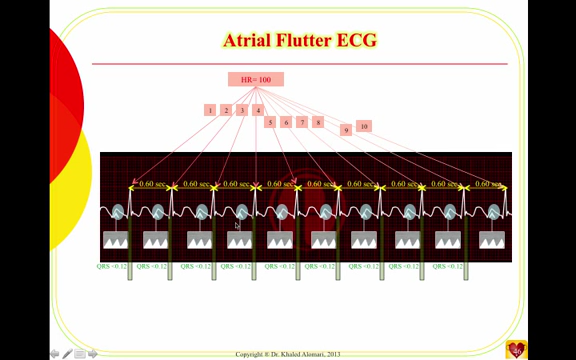 Atrial Flutter ECG
HR= 100
1 2 3 4
5 6 7 8
9 10
0.60 sec 0.60 sec 0.60 sec 0.60 sec 0.60 sec 0.60 sec 0.60 sec 0.60 sec 0.60 sec
QRS <0.12 QRS <0.12 QRS <0.12 QRS <0.12 QRS <0.12 QRS <0.12 QRS <0.12 QRS <0.12 QRS <0.12
Copyright ® Dr. Khaled Alomari, 2013